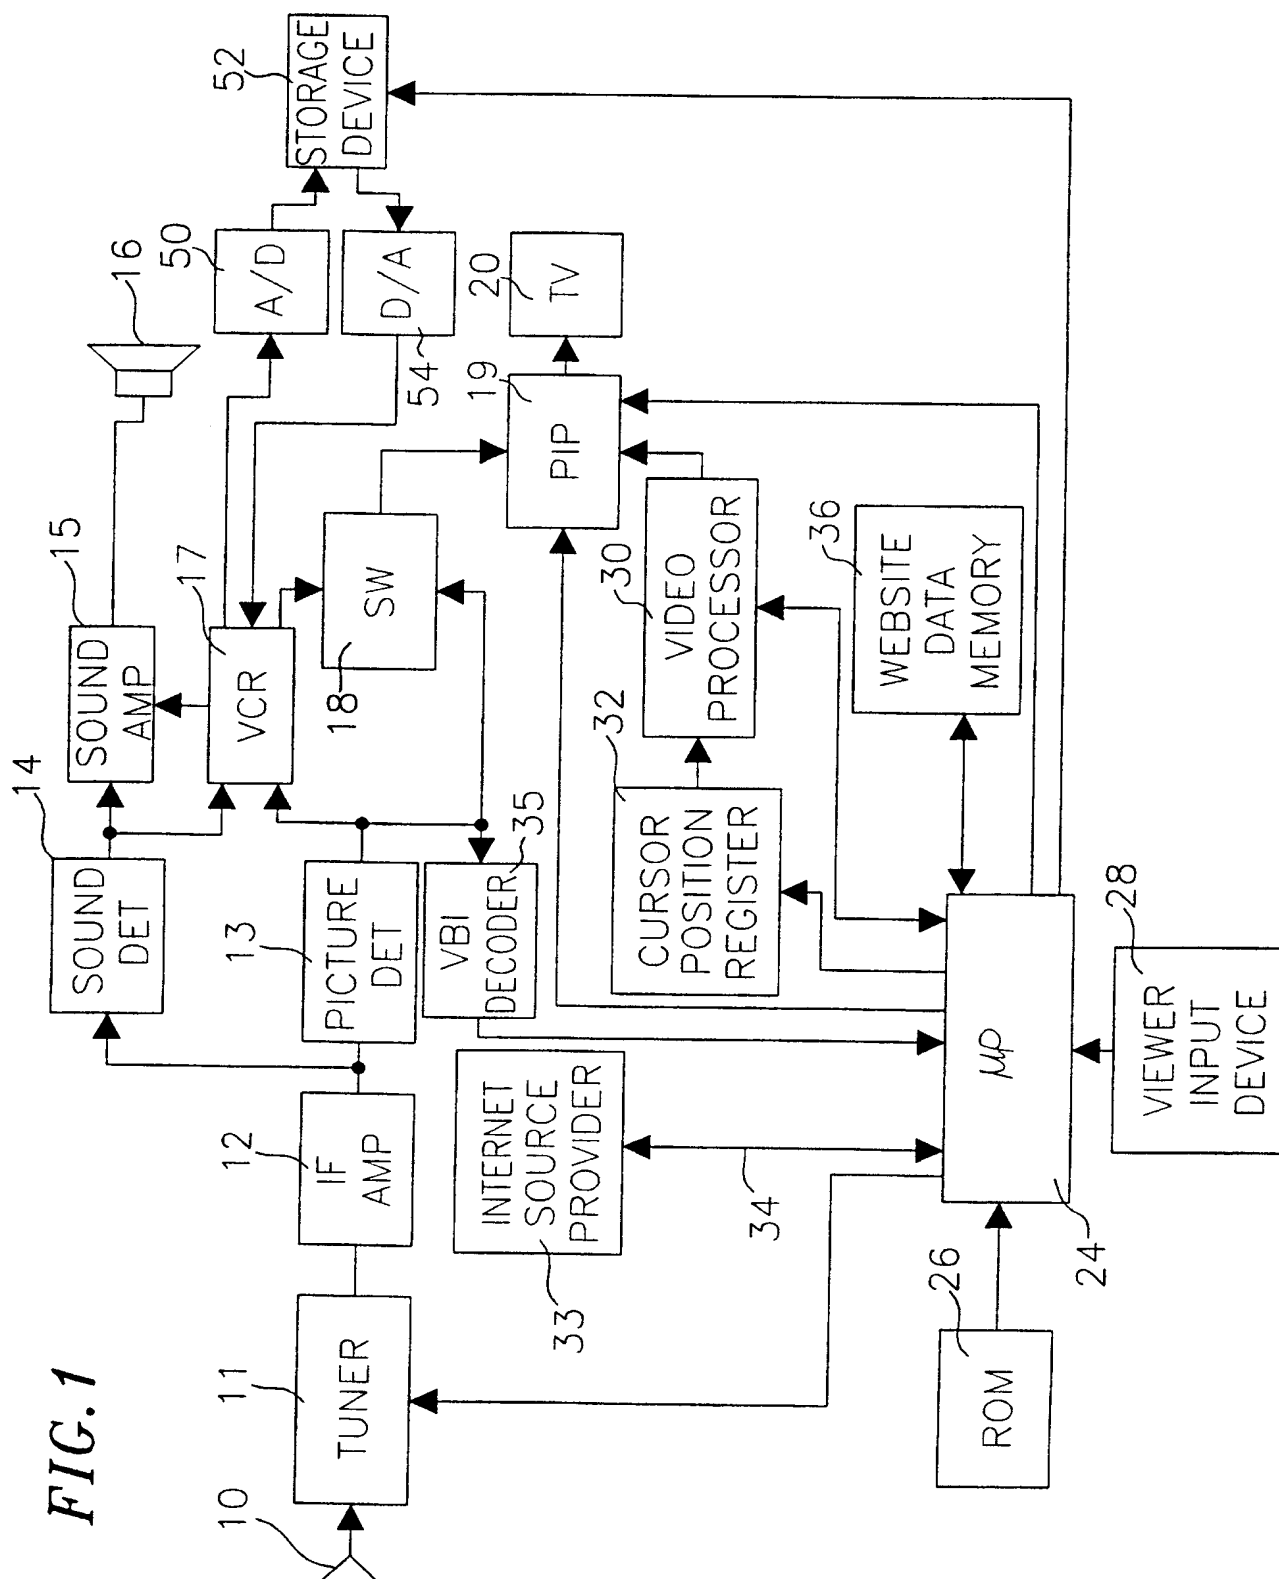 FIG.1
10
11
TUNER
12
IF
AMP
13
PICTURE
DET
14
SOUND
DET
15
SOUND
AMP
16
17
VCR
18
SW
50
A/D
52
STORAGE
DEVICE
54
D/A
19
PIP
20
TV
35
VBI
DECODER
33
INTERNET
SOURCE
PROVIDER
34
32
CURSOR
POSITION
REGISTER
30
VIDEO
PROCESSOR
36
WEBSITE
DATA
MEMORY
26
ROM
24
μp
28
VIEWER
INPUT
DEVICE